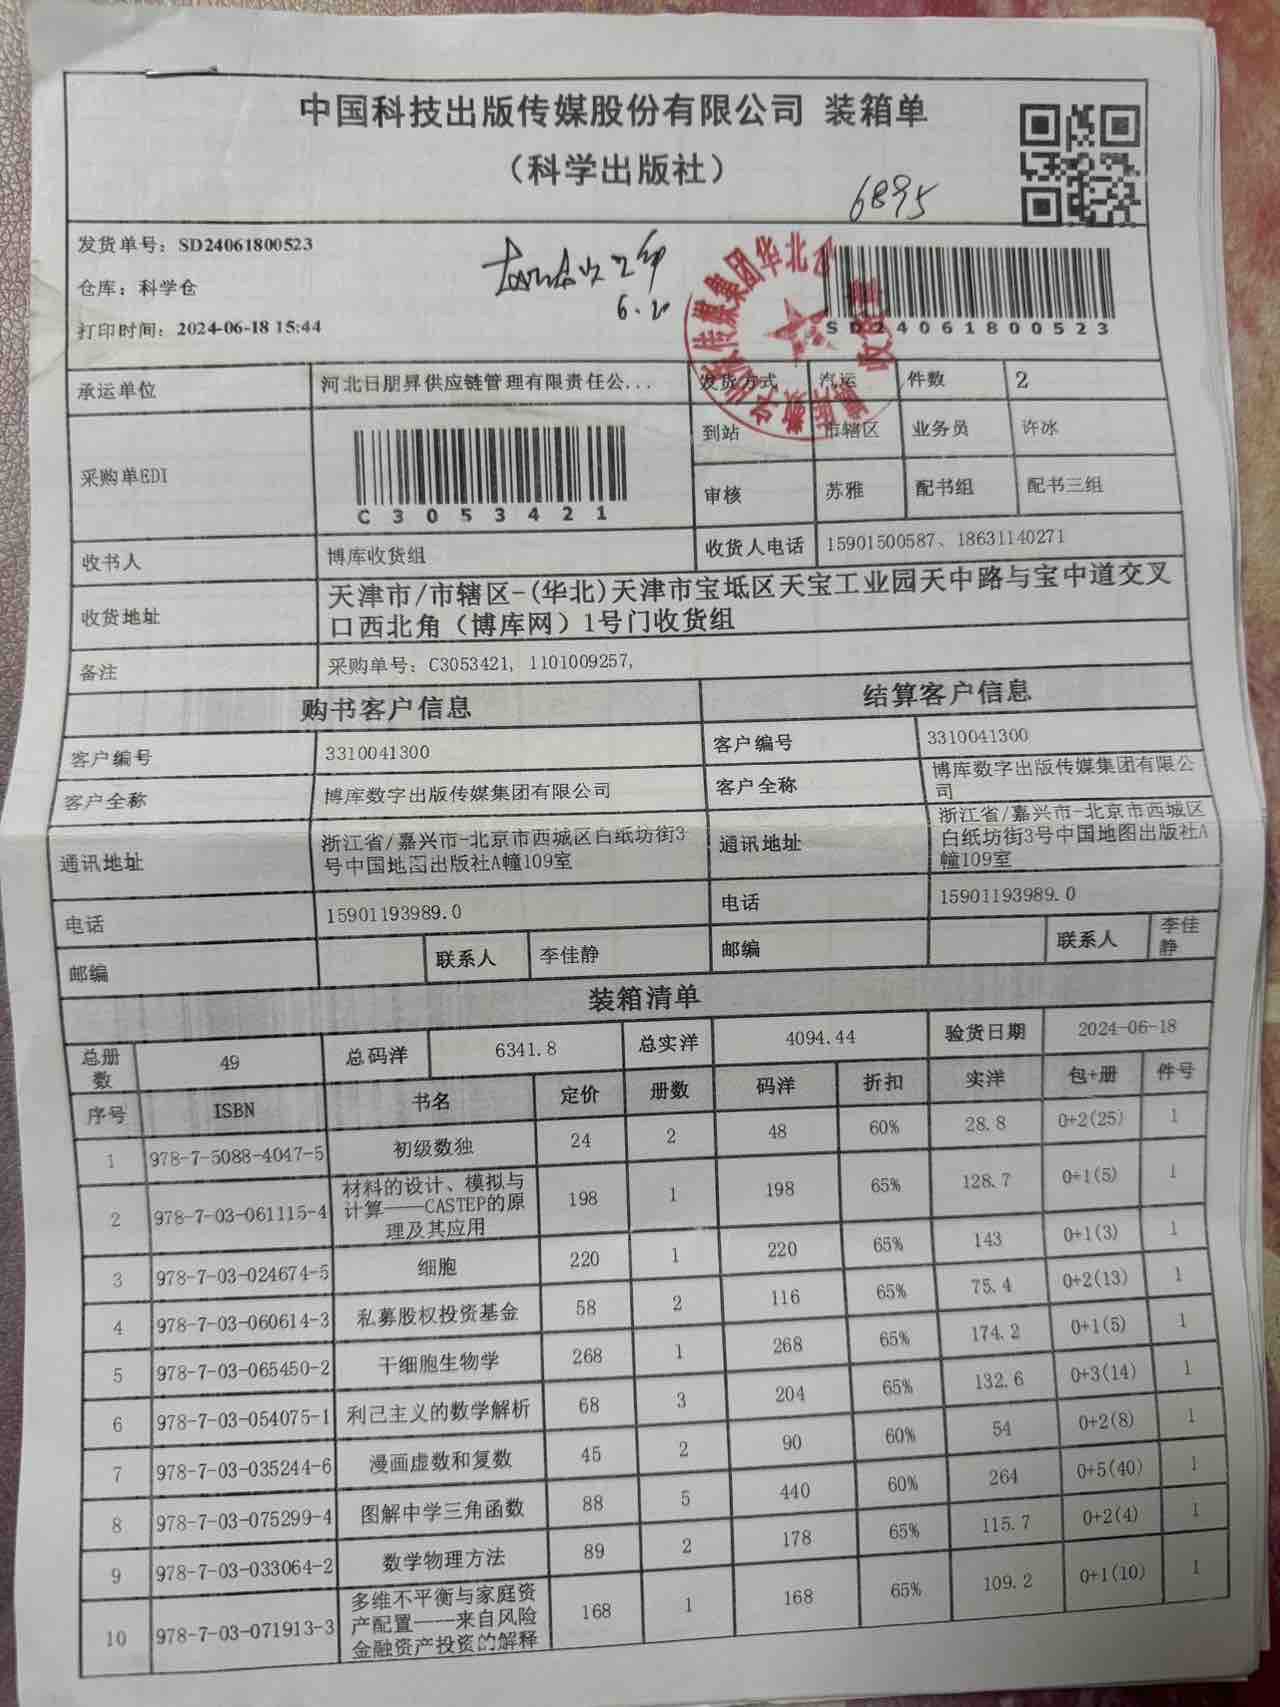 中国科技出版传媒股份有限公司 装箱单
（科学出版社）
6895
发货单号: SD24061800523
仓库: 科学仓
6.20
打印时间: 2024-06-18 15:44
SD24061800523
承运单位 河北日朋昇供应链管理有限责任公... 发货方式 汽运 件数 2
采购单EDI C3053421 到站 市辖区 业务员 许冰
审核 苏雅 配书组 配书三组
收书人 博库收货组 收货人电话 15901500587、18631140271
收货地址 天津市/市辖区-(华北)天津市宝坻区天宝工业园天中路与宝中道交叉
口西北角（博库网）1号门收货组
备注 采购单号: C3053421, 1101009257,
购书客户信息 结算客户信息
客户编号 3310041300 客户编号 3310041300
客户全称 博库数字出版传媒集团有限公司 客户全称 博库数字出版传媒集团有限公
司
通讯地址 浙江省/嘉兴市-北京市西城区白纸坊街3
号中国地图出版社A幢109室
通讯地址 浙江省/嘉兴市-北京市西城区
白纸坊街3号中国地图出版社A
幢109室
电话 15901193989.0 电话 15901193989.0
邮编 联系人 李佳静 邮编 联系人 李佳
静
装箱清单
总册
数 49 总码洋 6341.8 总实洋 4094.44 验货日期 2024-06-18
序号 ISBN 书名 定价 册数 码洋 折扣 实洋 包+册 件号
1 978-7-5088-4047-5 初级数独 24 2 48 60% 28.8 0+2(25) 1
2 978-7-03-061115-4 材料的设计、模拟与
计算——CASTEP的原
理及其应用 198 1 198 65% 128.7 0+1(5) 1
3 978-7-03-024674-5 细胞 220 1 220 65% 143 0+1(3) 1
4 978-7-03-060614-3 私募股权投资基金 58 2 116 65% 75.4 0+2(13) 1
5 978-7-03-065450-2 干细胞生物学 268 1 268 65% 174.2 0+1(5) 1
6 978-7-03-054075-1 利己主义的数学解析 68 3 204 65% 132.6 0+3(14) 1
7 978-7-03-035244-6 漫画虚数和复数 45 2 90 60% 54 0+2(8) 1
8 978-7-03-075299-4 图解中学三角函数 88 5 440 60% 264 0+5(40) 1
9 978-7-03-033064-2 数学物理方法 89 2 178 65% 115.7 0+2(4) 1
10 978-7-03-071913-3 多维不平衡与家庭资
产配置——来自风险
金融资产投资的解释 168 1 168 65% 109.2 0+1(10) 1